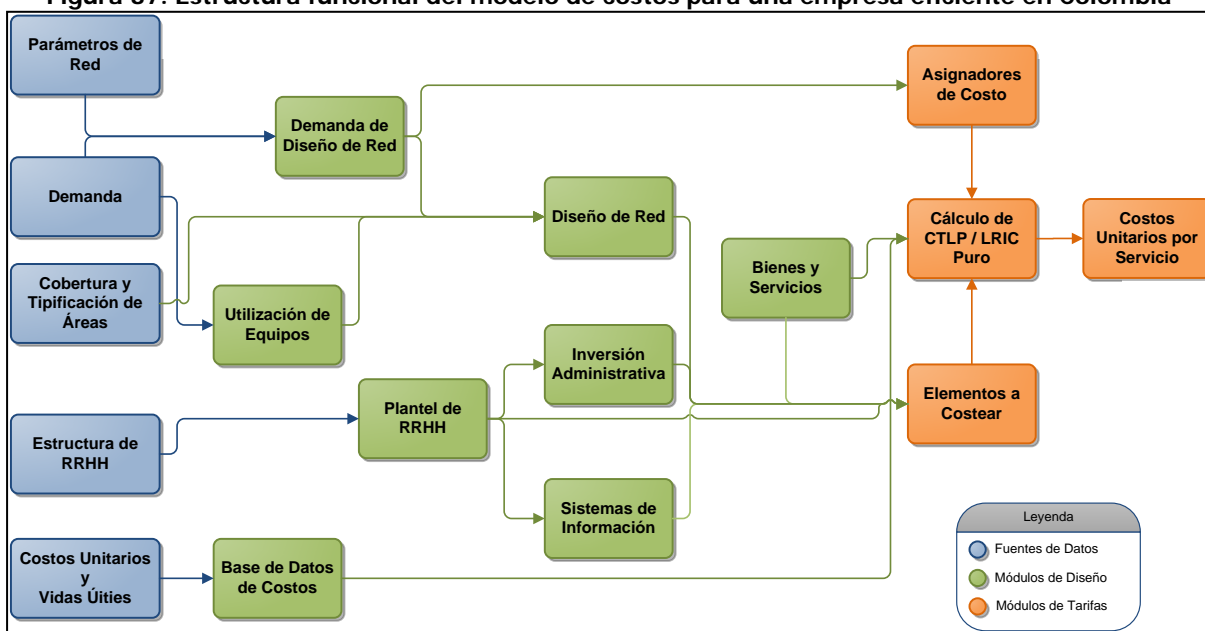 Estructura funcional del modelo de costos para una empresa eficiente en Colombia
Parámetros de
Red
Demanda
Cobertura y
Tipificación de
Áreas
Estructura de
RRHH
Costos Unitarios
y
Vidas Úities
Demanda de
Diseño de Red
Utilización de
Equipos
Plantel de
RRHH
Base de Datos
de Costos
Diseño de Red
Inversión
Administrativa
Sistemas de
Información
Bienes y
Servicios
Asignadores
de Costo
Cálculo de
CTLP / LRIC
Puro
Costos
Unitarios por
Servicio
Elementos a
Costear
Leyenda
Fuentes de Datos
Módulos de Diseño
Módulos de Tarifas